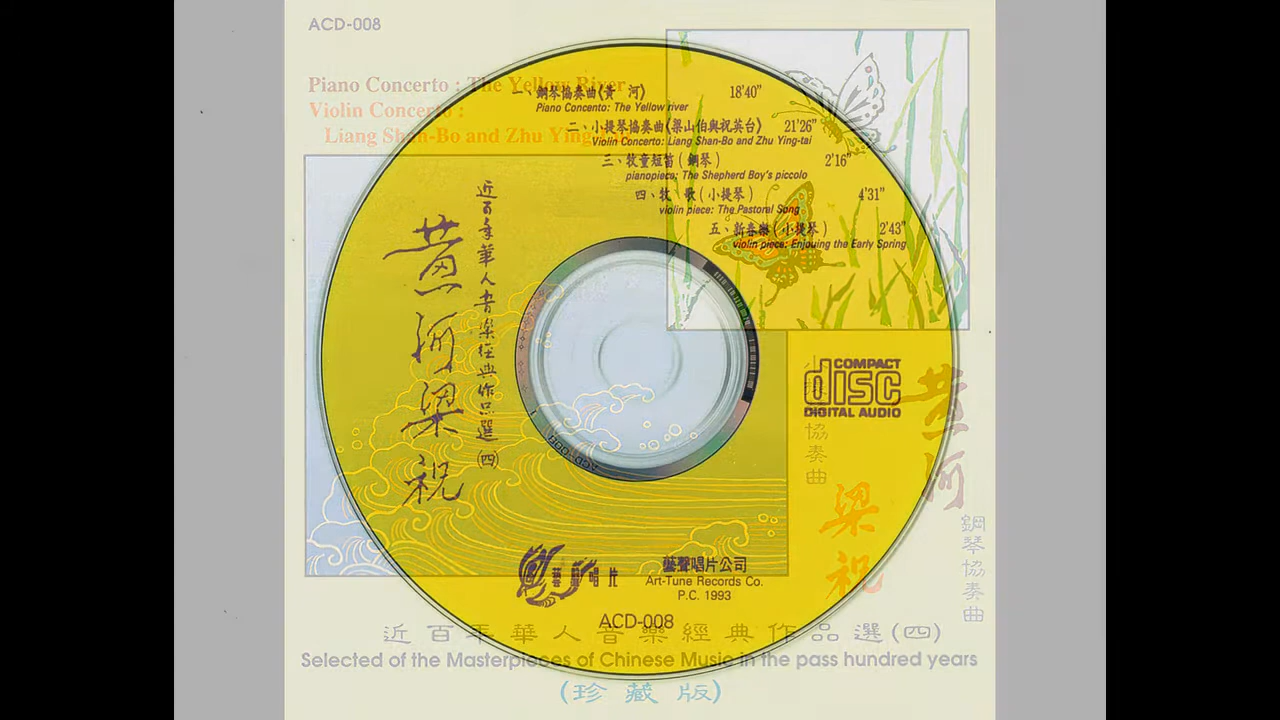 ACD-008
Piano Concerto : The Yellow River
Violin Concerto :
Liang Shan-Bo and Zhu Ying
一、鋼琴協奏曲(黃 河) 18'40"
Piano Concento: The Yellow river
二、小提琴協奏曲(梁山伯與祝英台) 21'26"
Violin Concerto: Liang Shan-Bo and Zhu Ying-tai
三、牧童短笛(鋼琴) 2'16"
pianopiece: The Shepherd Boy's piccolo
四、牧 歌(小提琴) 4'31"
violin piece: The Pastoral Song
五、新春樂(小提琴) 2'43"
violin piece: Enjouing the Early Spring
近百年華人音樂經典作品選(四)
黃河梁祝
COMPACT
disc
DIGITAL AUDIO
黃河
鋼琴協奏曲
梁祝
協奏曲
ACD-008
藝聲唱片
藝聲唱片公司
Art-Tune Records Co.
P.C. 1993
ACD-008
近百年華人音樂經典作品選(四)
Selected of the Masterpieces of Chinese Music in the pass hundred years
(珍藏版)